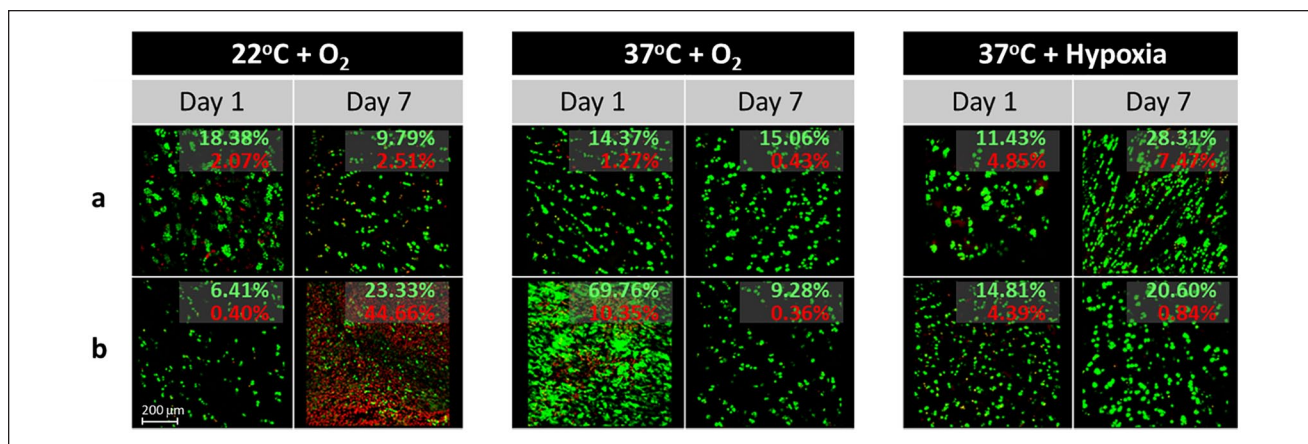 22°C + O₂ 37°C + O₂ 37°C + Hypoxia
Day 1 Day 7 Day 1 Day 7 Day 1 Day 7
a
18.38% 9.79% 14.37% 15.06% 11.43% 28.31%
2.07% 2.51% 1.27% 0.43% 4.85% 7.47%
b
6.41% 23.33% 69.76% 9.28% 14.81% 20.60%
0.40% 44.66% 10.35% 0.36% 4.39% 0.84%
200 µm